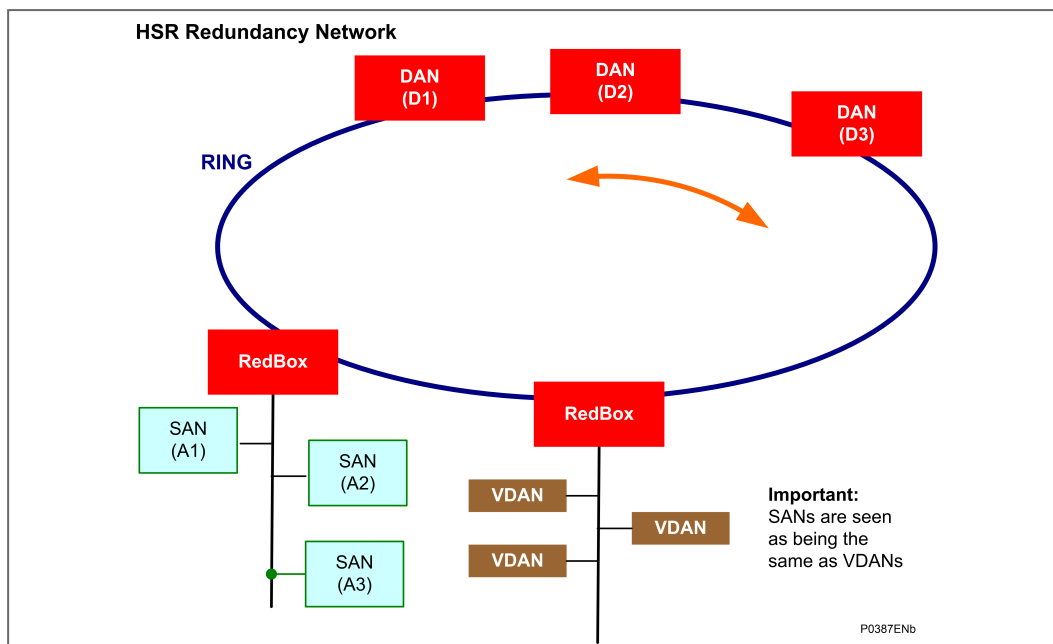 HSR Redundancy Network
DAN
(D1)
DAN
(D2)
DAN
(D3)
RING
RedBox
RedBox
SAN
(A1)
SAN
(A2)
SAN
(A3)
VDAN
VDAN
VDAN
Important:
SANs are seen
as being the
same as VDANs
P0387ENb